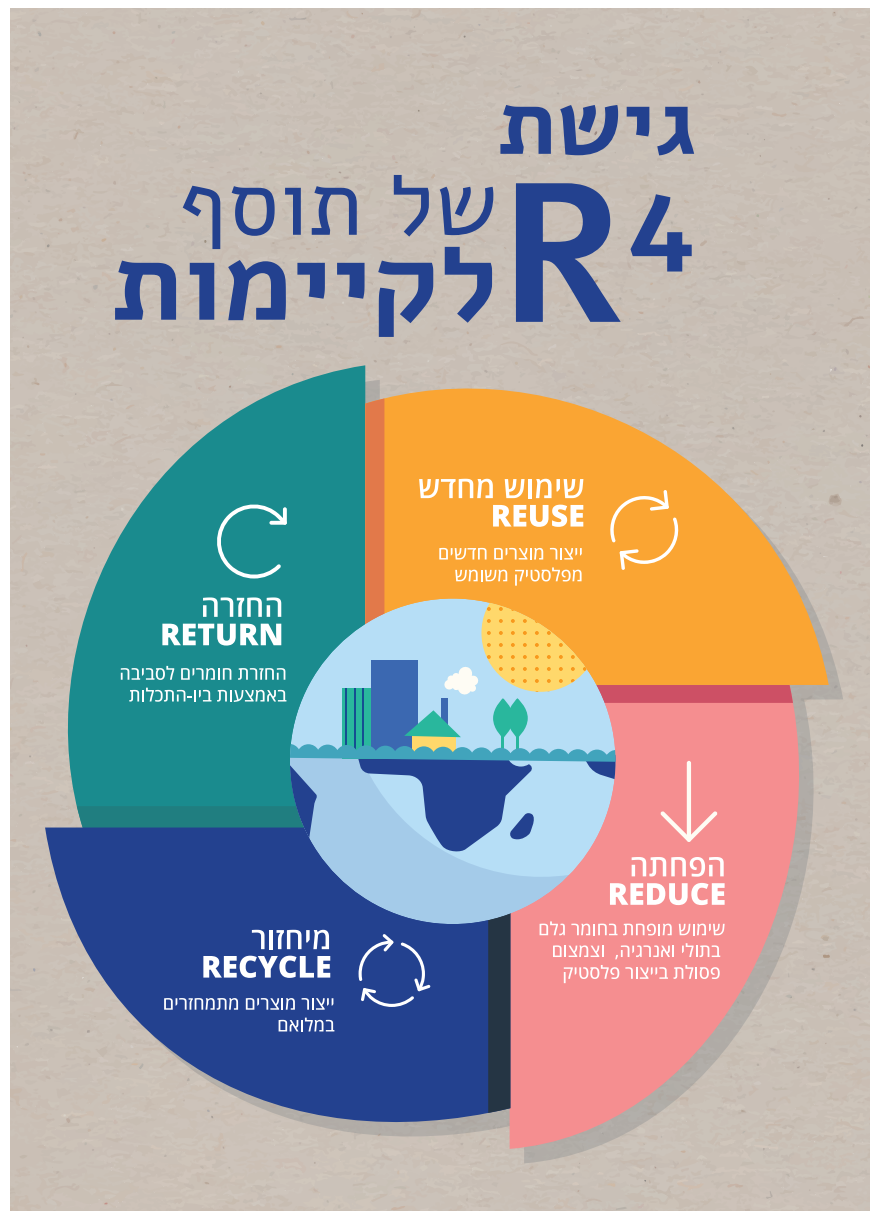 גישת
4R של תוסף
לקיימות
שימוש מחדש
REUSE
ייצור מוצרים חדשים
מפלסטיק משומש
החזרה
RETURN
החזרת חומרים לסביבה
באמצעות ביו-התכלות
הפחתה
REDUCE
שימוש מופחת בחומר גלם
בתולי ואנרגיה, וצמצום
פסולת בייצור פלסטיק
מיחזור
RECYCLE
ייצור מוצרים מתמחזרים
במלואם